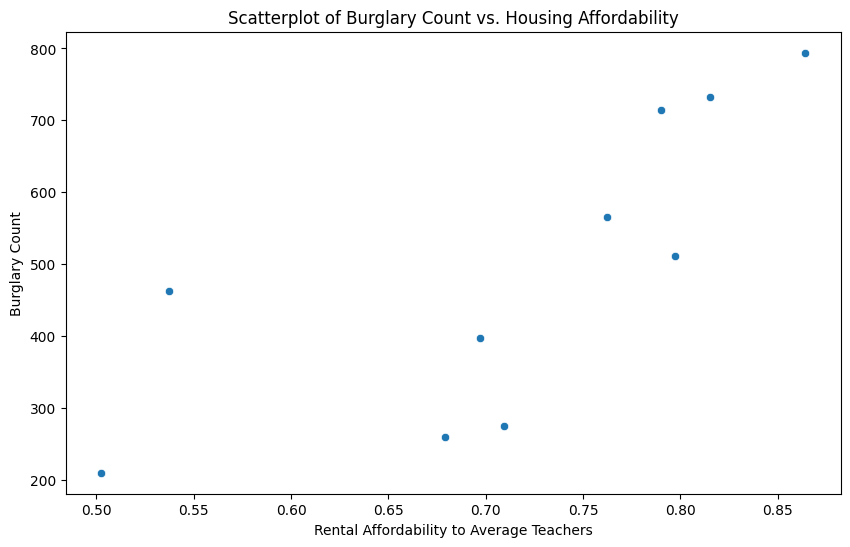 Scatterplot of Burglary Count vs. Housing Affordability
800
700
600
500
400
300
200
Burglary Count
0.50 0.55 0.60 0.65 0.70 0.75 0.80 0.85
Rental Affordability to Average Teachers